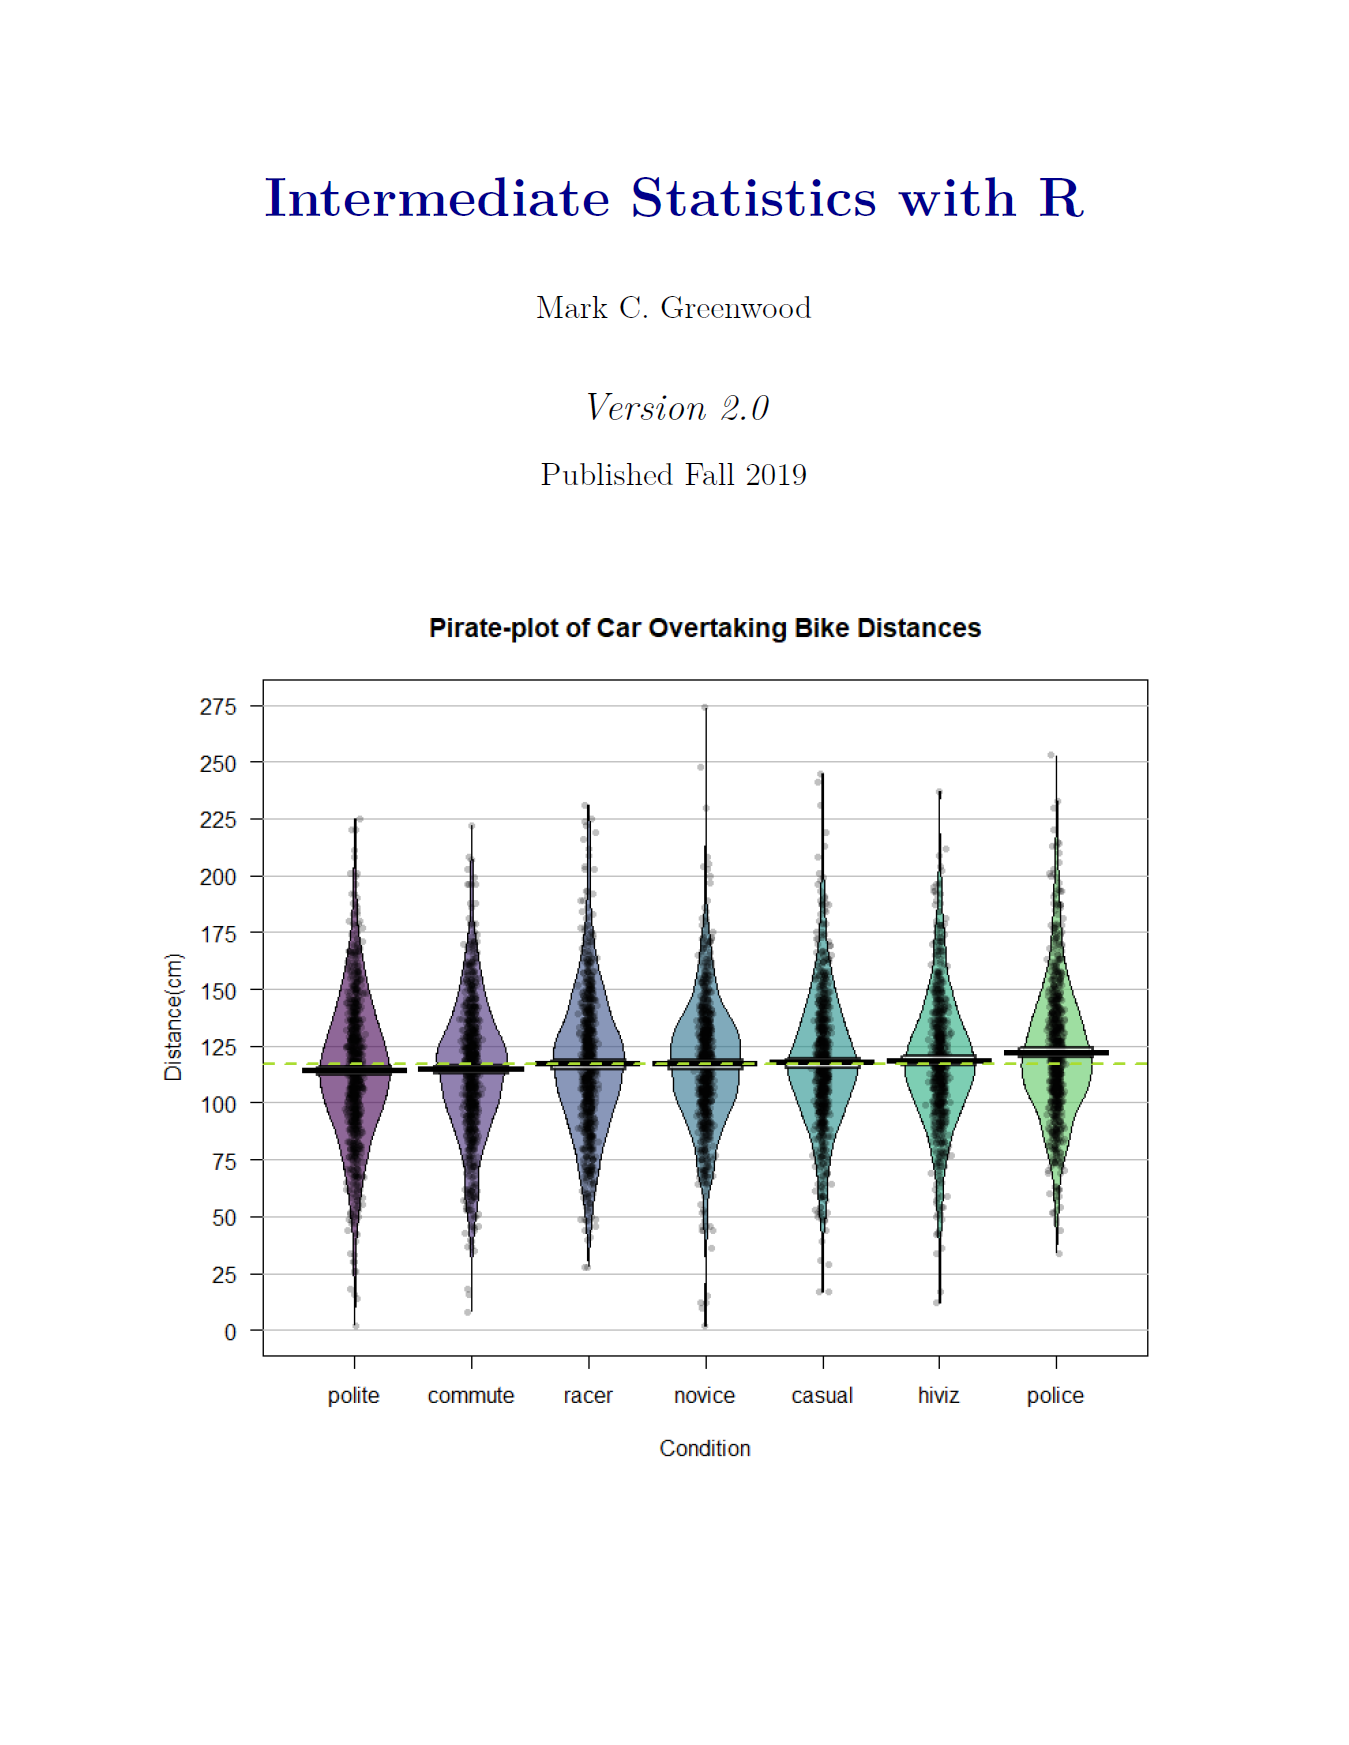 Intermediate Statistics with R
Mark C. Greenwood
Version 2.0
Published Fall 2019
Pirate-plot of Car Overtaking Bike Distances
275
250
225
200
175
150
125
100
75
50
25
0
Distance(cm)
polite commute racer novice casual hiviz police
Condition